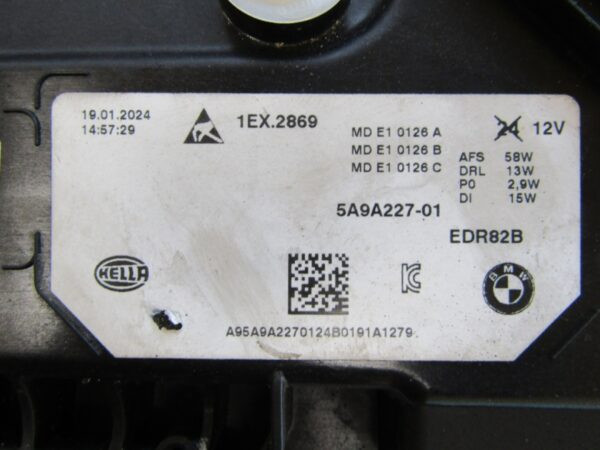 19.01.2024
14:57:29
1EX.2869
MD E1 0126 A
MD E1 0126 B
MD E1 0126 C
24 12V
AFS 58W
DRL 13W
PO 2,9W
DI 15W
5A9A227-01
EDR82B
HELLA
BMW
A95A9A2270124B0191A1279